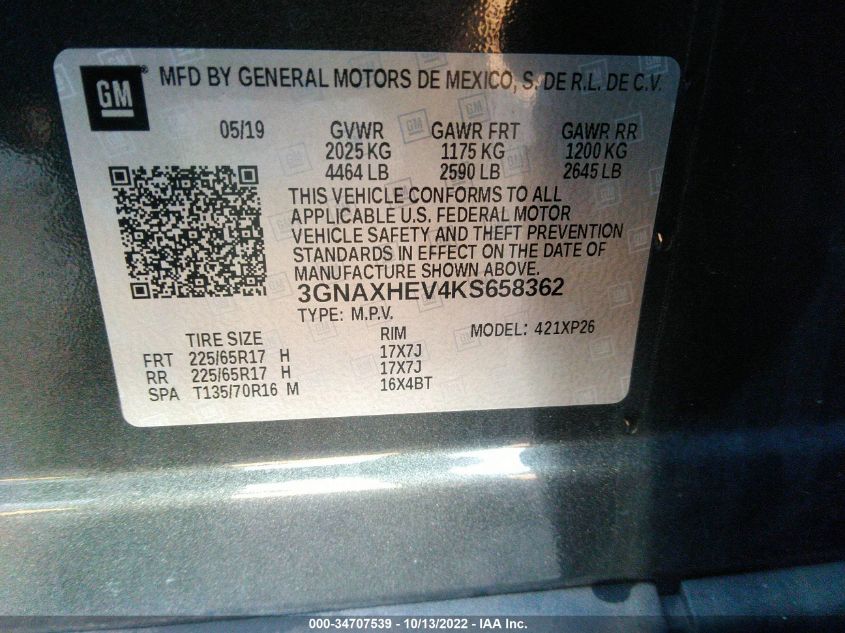 GM MFD BY GENERAL MOTORS DE MEXICO, S. DE R.L. DE C.V.
05/19 GVWR GAWR FRT GAWR RR
2025 KG 1175 KG 1200 KG
4464 LB 2590 LB 2645 LB
THIS VEHICLE CONFORMS TO ALL
APPLICABLE U.S. FEDERAL MOTOR
VEHICLE SAFETY AND THEFT PREVENTION
STANDARDS IN EFFECT ON THE DATE OF
MANUFACTURE SHOWN ABOVE.
3GNAXHEV4KS658362
TYPE: M.P.V. MODEL: 421XP26
TIRE SIZE RIM
FRT 225/65R17 H 17X7J
RR 225/65R17 H 17X7J
SPA T135/70R16 M 16X4BT
000-34707539 - 10/13/2022 - IAA Inc.